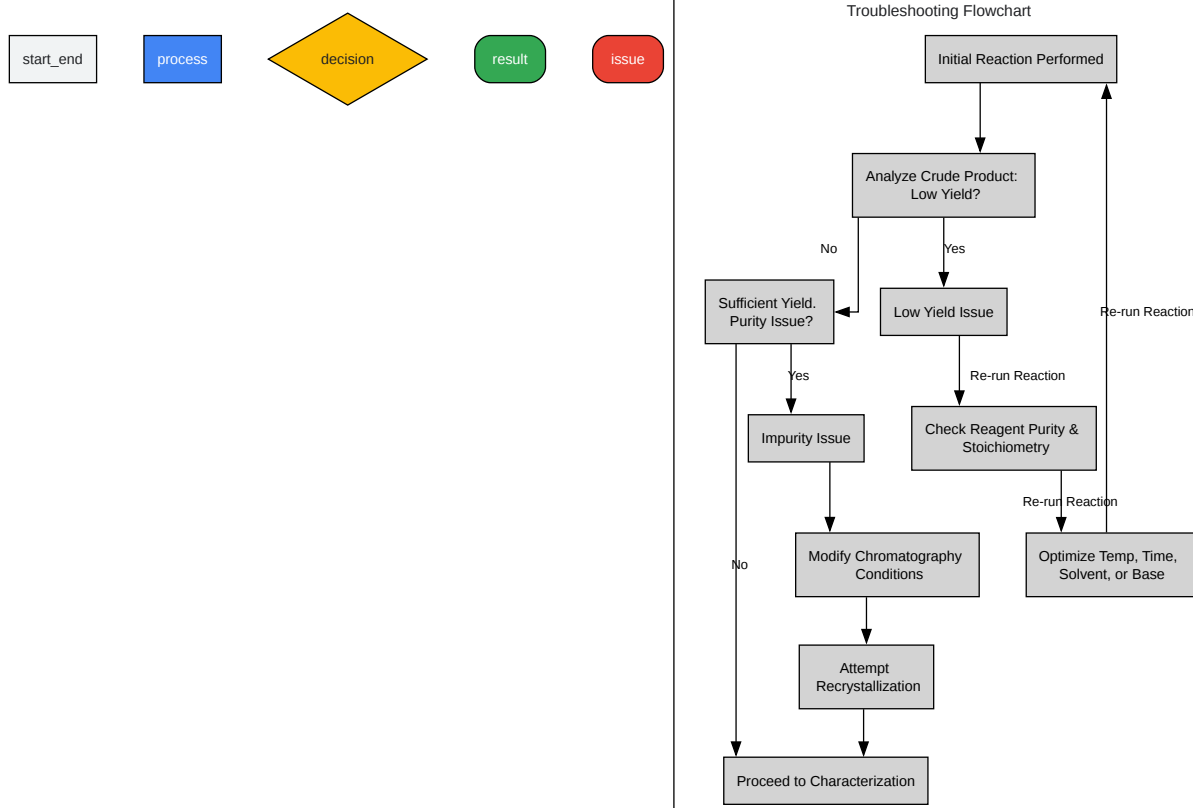 Troubleshooting Flowchart
start_end
process
decision
result
issue
Initial Reaction Performed
Analyze Crude Product:
Low Yield?
No
Yes
Sufficient Yield.
Purity Issue?
Low Yield Issue
Re-run Reaction
Yes
Re-run Reaction
Impurity Issue
Check Reagent Purity &
Stoichiometry
Re-run Reaction
Modify Chromatography
Conditions
No
Optimize Temp, Time,
Solvent, or Base
Attempt
Recrystallization
Proceed to Characterization